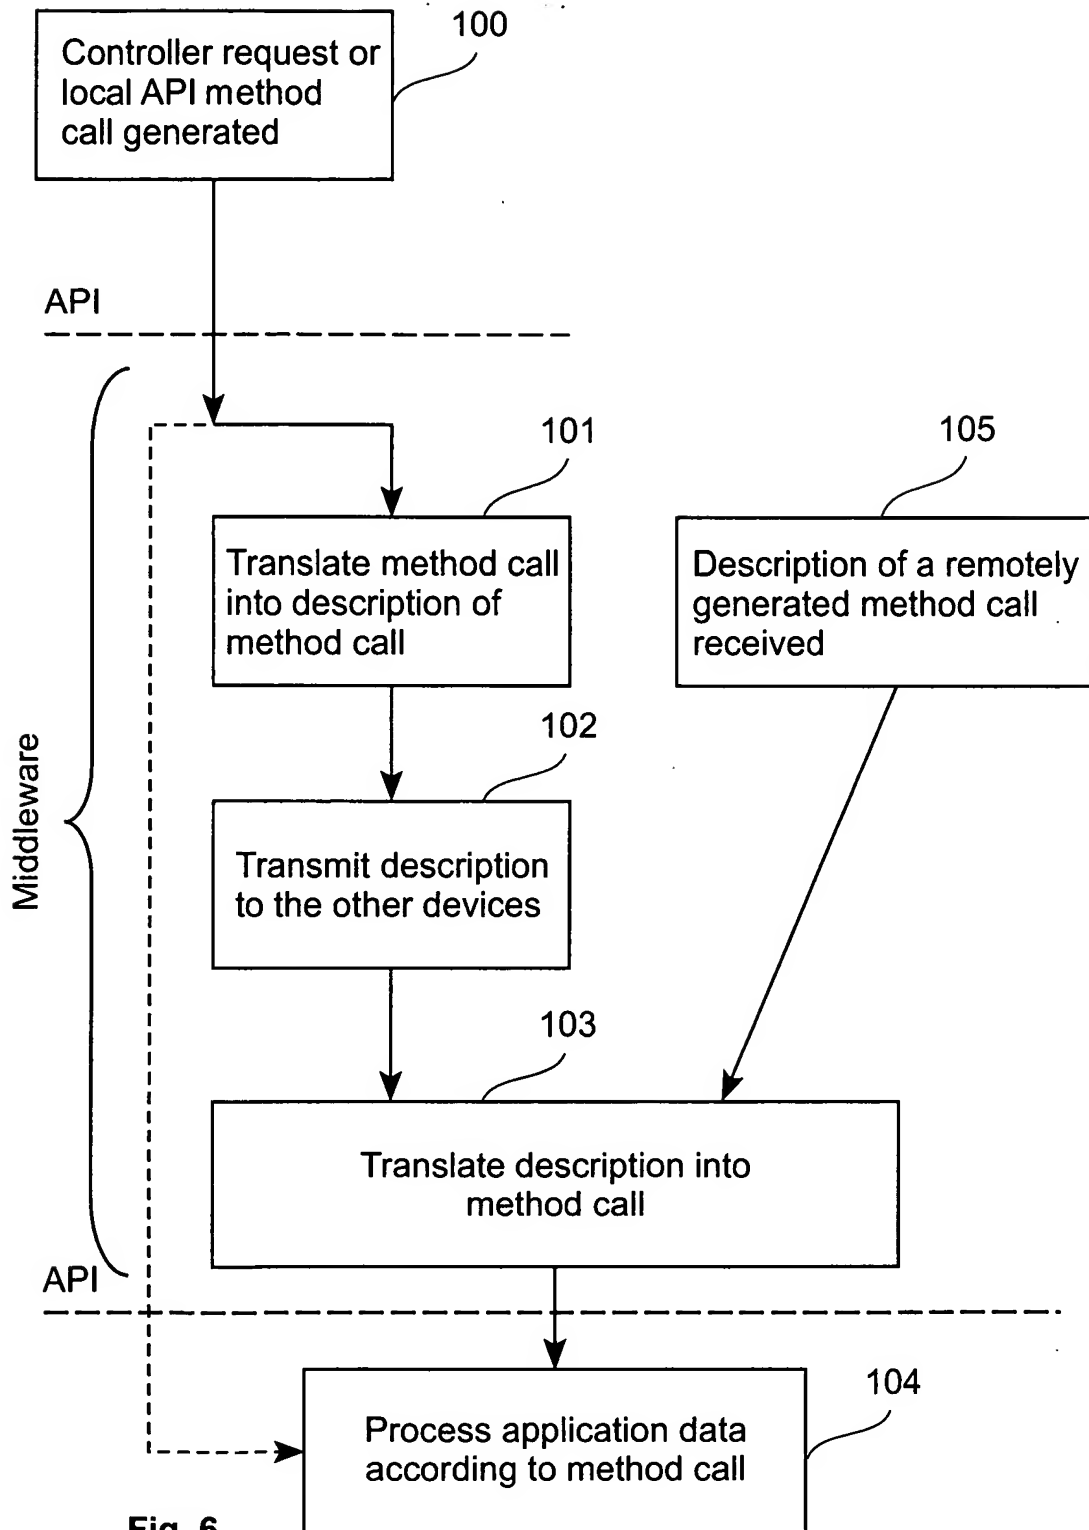 100
Controller request or
local API method
call generated
API
101
105
Translate method call
into description of
method call
Description of a remotely
generated method call
received
102
Middleware
Transmit description
to the other devices
103
Translate description into
method call
API
104
Process application data
according to method call
Fig. 6